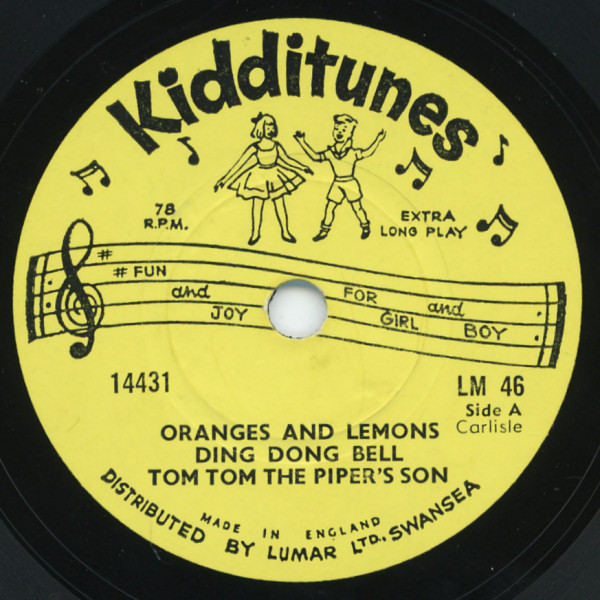 Kidditunes
78
R.P.M.
EXTRA
LONG PLAY
# FUN
and
JOY
FOR
and
GIRL
BOY
14431
LM 46
Side A
Carlisle
ORANGES AND LEMONS
DING DONG BELL
TOM TOM THE PIPER'S SON
MADE IN ENGLAND
DISTRIBUTED BY LUMAR LTD., SWANSEA